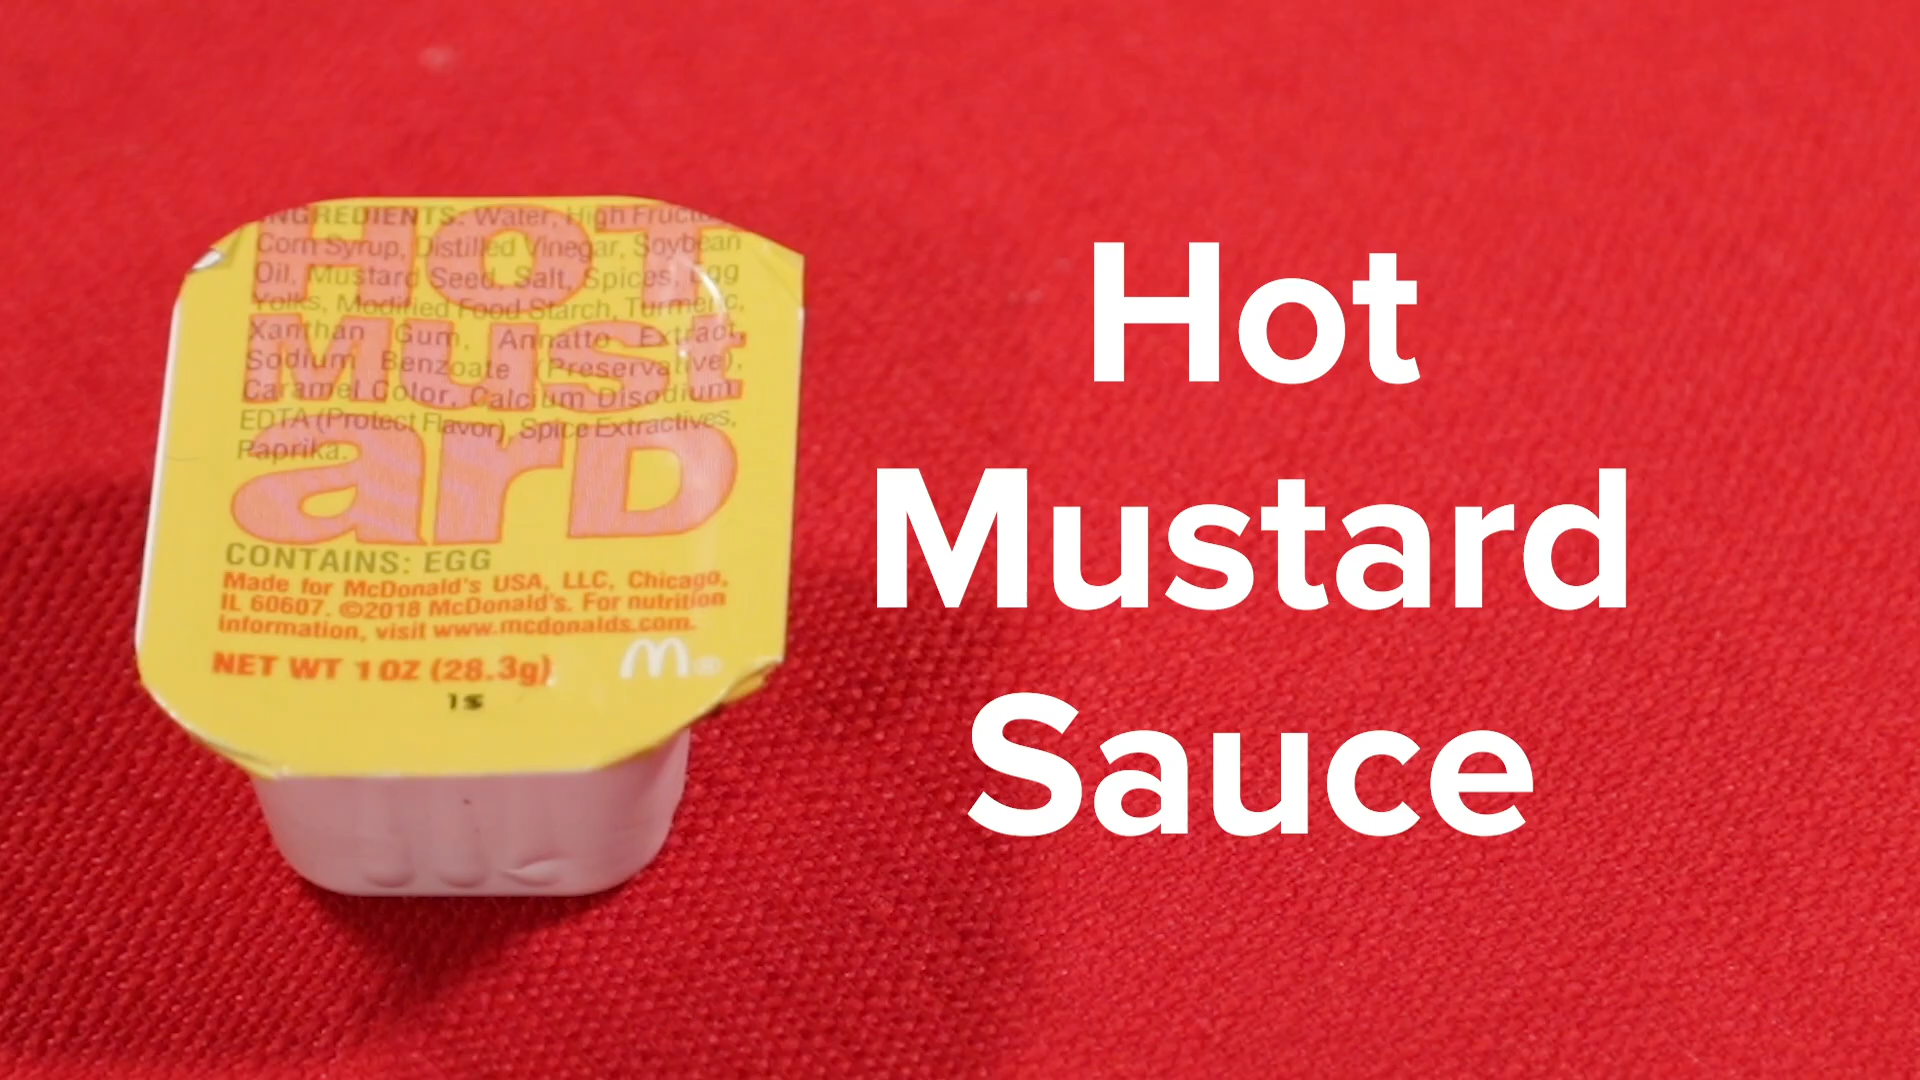 INGREDIENTS: Water, High Fructose
Corn Syrup, Distilled Vinegar, Soybean
Oil, Mustard Seed, Salt, Spices, Egg
Yolks, Modified Food Starch, Turmeric,
Xanthan Gum, Annatto Extract,
Sodium Benzoate (Preservative),
Caramel Color, Calcium Disodium
EDTA (Protect Flavor), Spice Extractives,
Paprika.
HOT
MUST
arD
CONTAINS: EGG
Made for McDonald's USA, LLC, Chicago,
IL 60607. ©2018 McDonald's. For nutrition
information, visit www.mcdonalds.com.
NET WT 1 OZ (28.3g)
M®
Hot
Mustard
Sauce